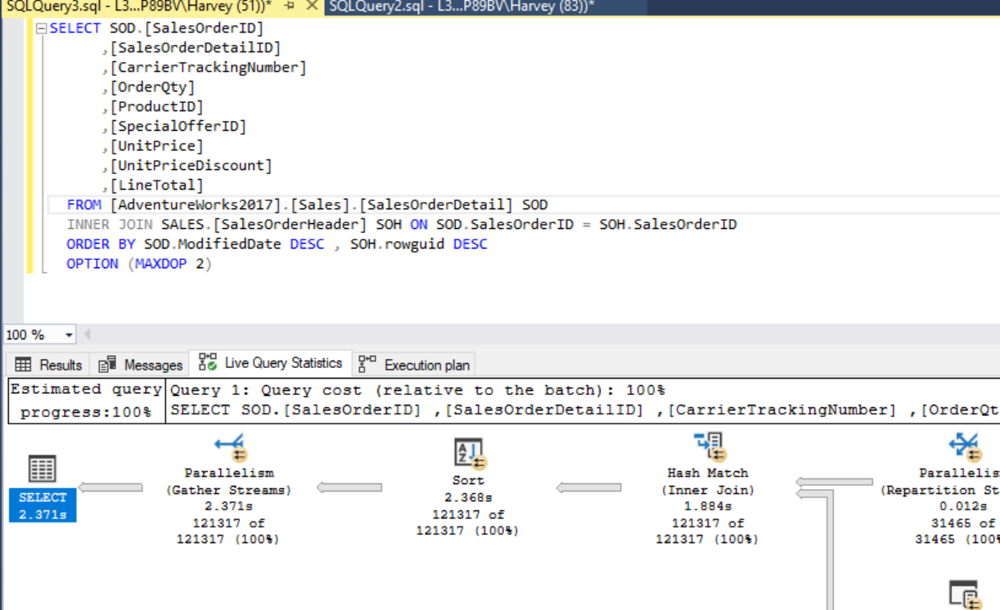 SQLQuery3.sql - L3...P89BV\Harvey (51))* SQLQuery2.sql - L3...P89BV\Harvey (83))*
SELECT SOD.[SalesOrderID]
,[SalesOrderDetailID]
,[CarrierTrackingNumber]
,[OrderQty]
,[ProductID]
,[SpecialOfferID]
,[UnitPrice]
,[UnitPriceDiscount]
,[LineTotal]
FROM [AdventureWorks2017].[Sales].[SalesOrderDetail] SOD
INNER JOIN SALES.[SalesOrderHeader] SOH ON SOD.SalesOrderID = SOH.SalesOrderID
ORDER BY SOD.ModifiedDate DESC , SOH.rowguid DESC
OPTION (MAXDOP 2)
100 %
Results Messages Live Query Statistics Execution plan
Estimated query
progress:100%
Query 1: Query cost (relative to the batch): 100%
SELECT SOD.[SalesOrderID] ,[SalesOrderDetailID] ,[CarrierTrackingNumber] ,[OrderQt
SELECT
2.371s
Parallelism
(Gather Streams)
2.371s
121317 of
121317 (100%)
Sort
2.368s
121317 of
121317 (100%)
Hash Match
(Inner Join)
1.884s
121317 of
121317 (100%)
Parallelis
(Repartition St
0.012s
31465 of
31465 (100%